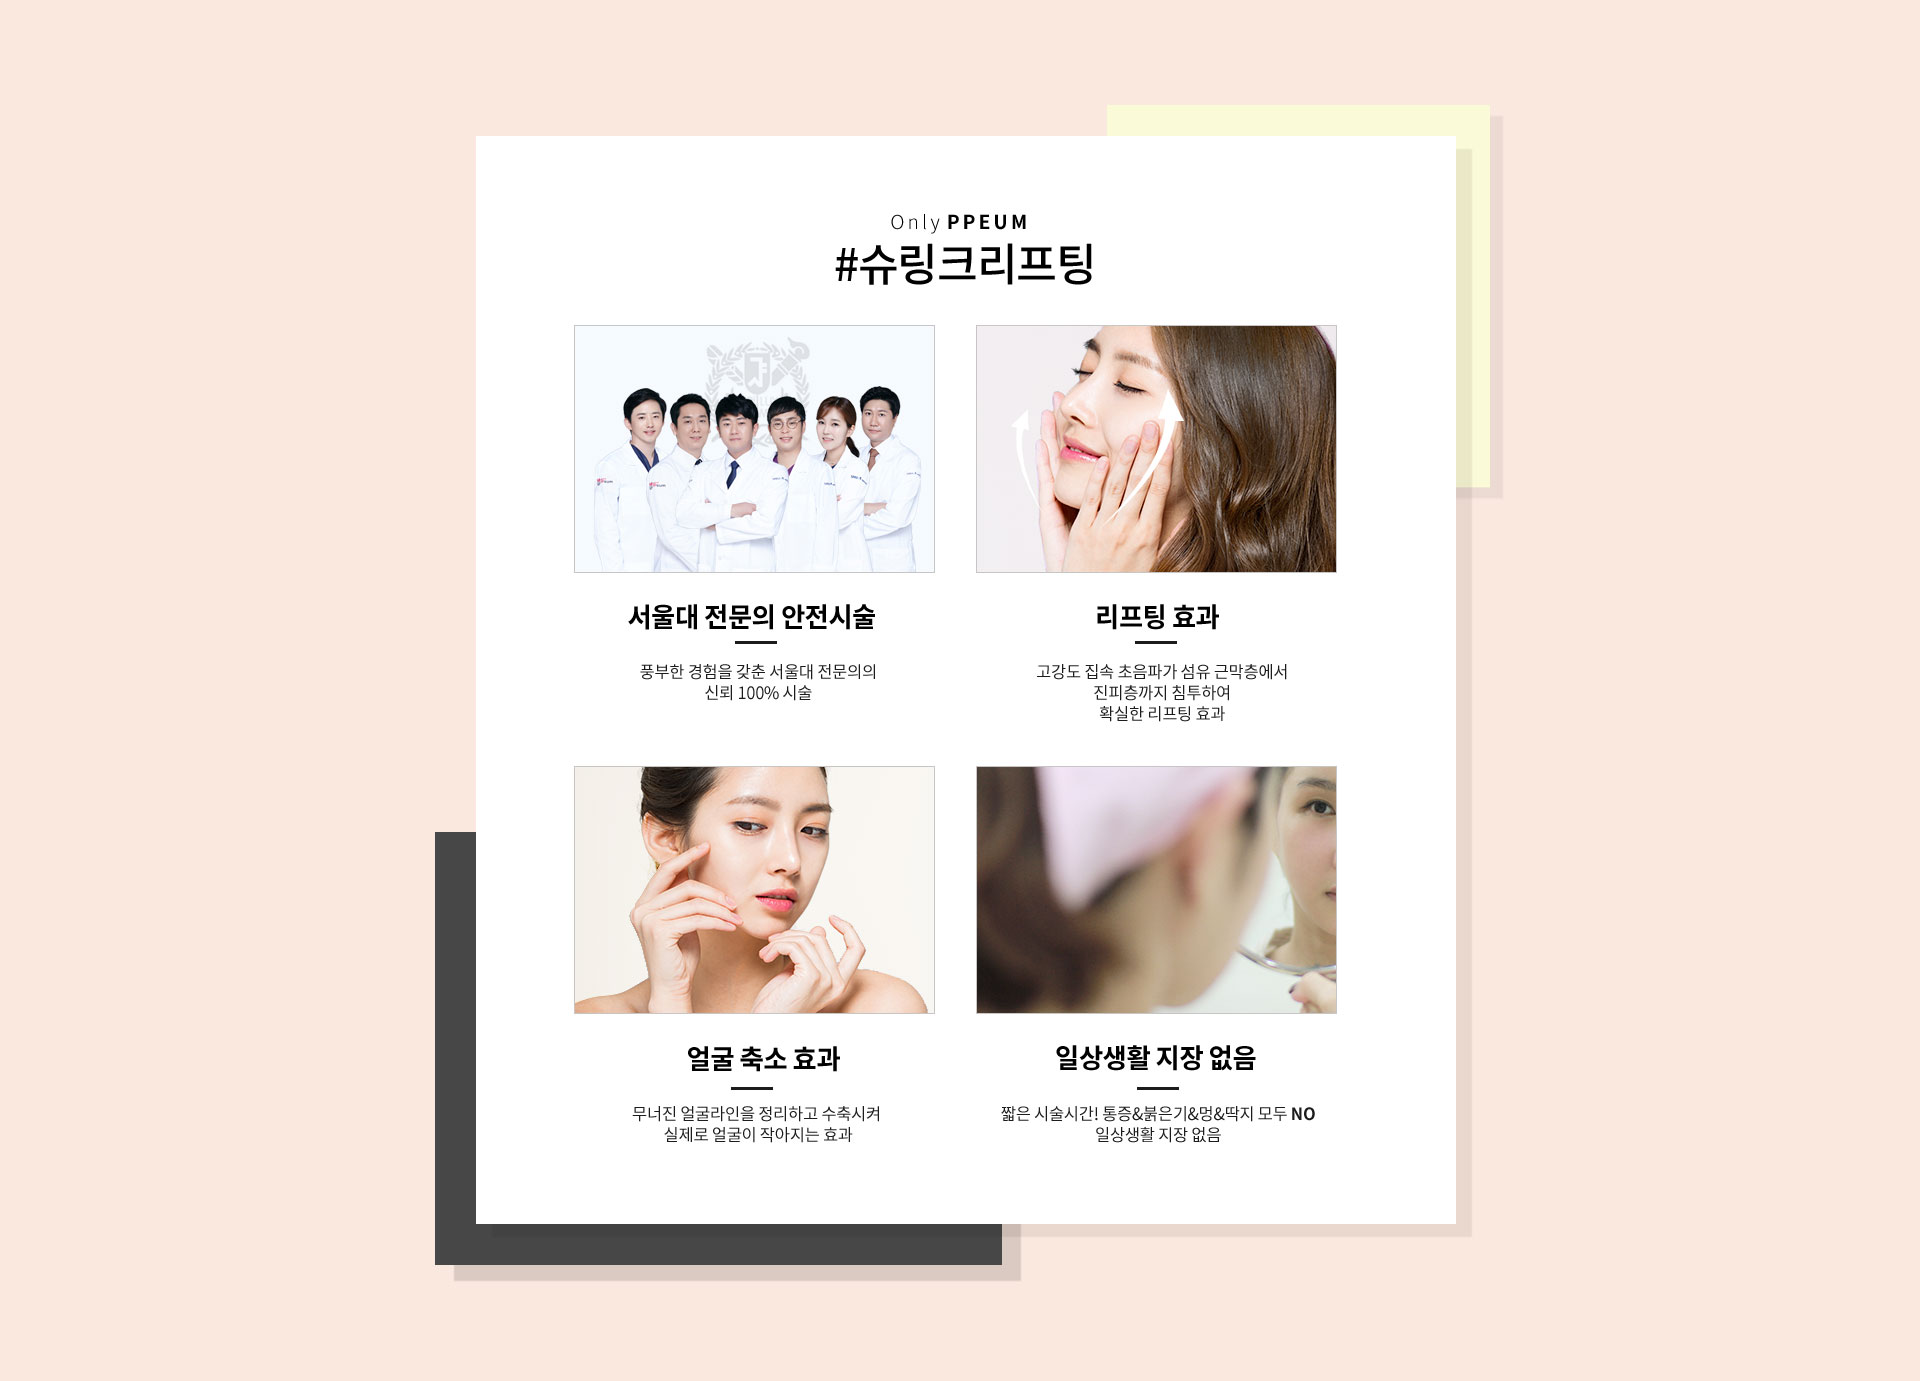 Only PPEUM
#슈링크리프팅
서울대 전문의 안전시술
풍부한 경험을 갖춘 서울대 전문의의
신뢰 100% 시술
리프팅 효과
고강도 집속 초음파가 섬유 근막층에서
진피층까지 침투하여
확실한 리프팅 효과
얼굴 축소 효과
무너진 얼굴라인을 정리하고 수축시켜
실제로 얼굴이 작아지는 효과
일상생활 지장 없음
짧은 시술시간! 통증&붉은기&멍&딱지 모두 NO
일상생활 지장 없음